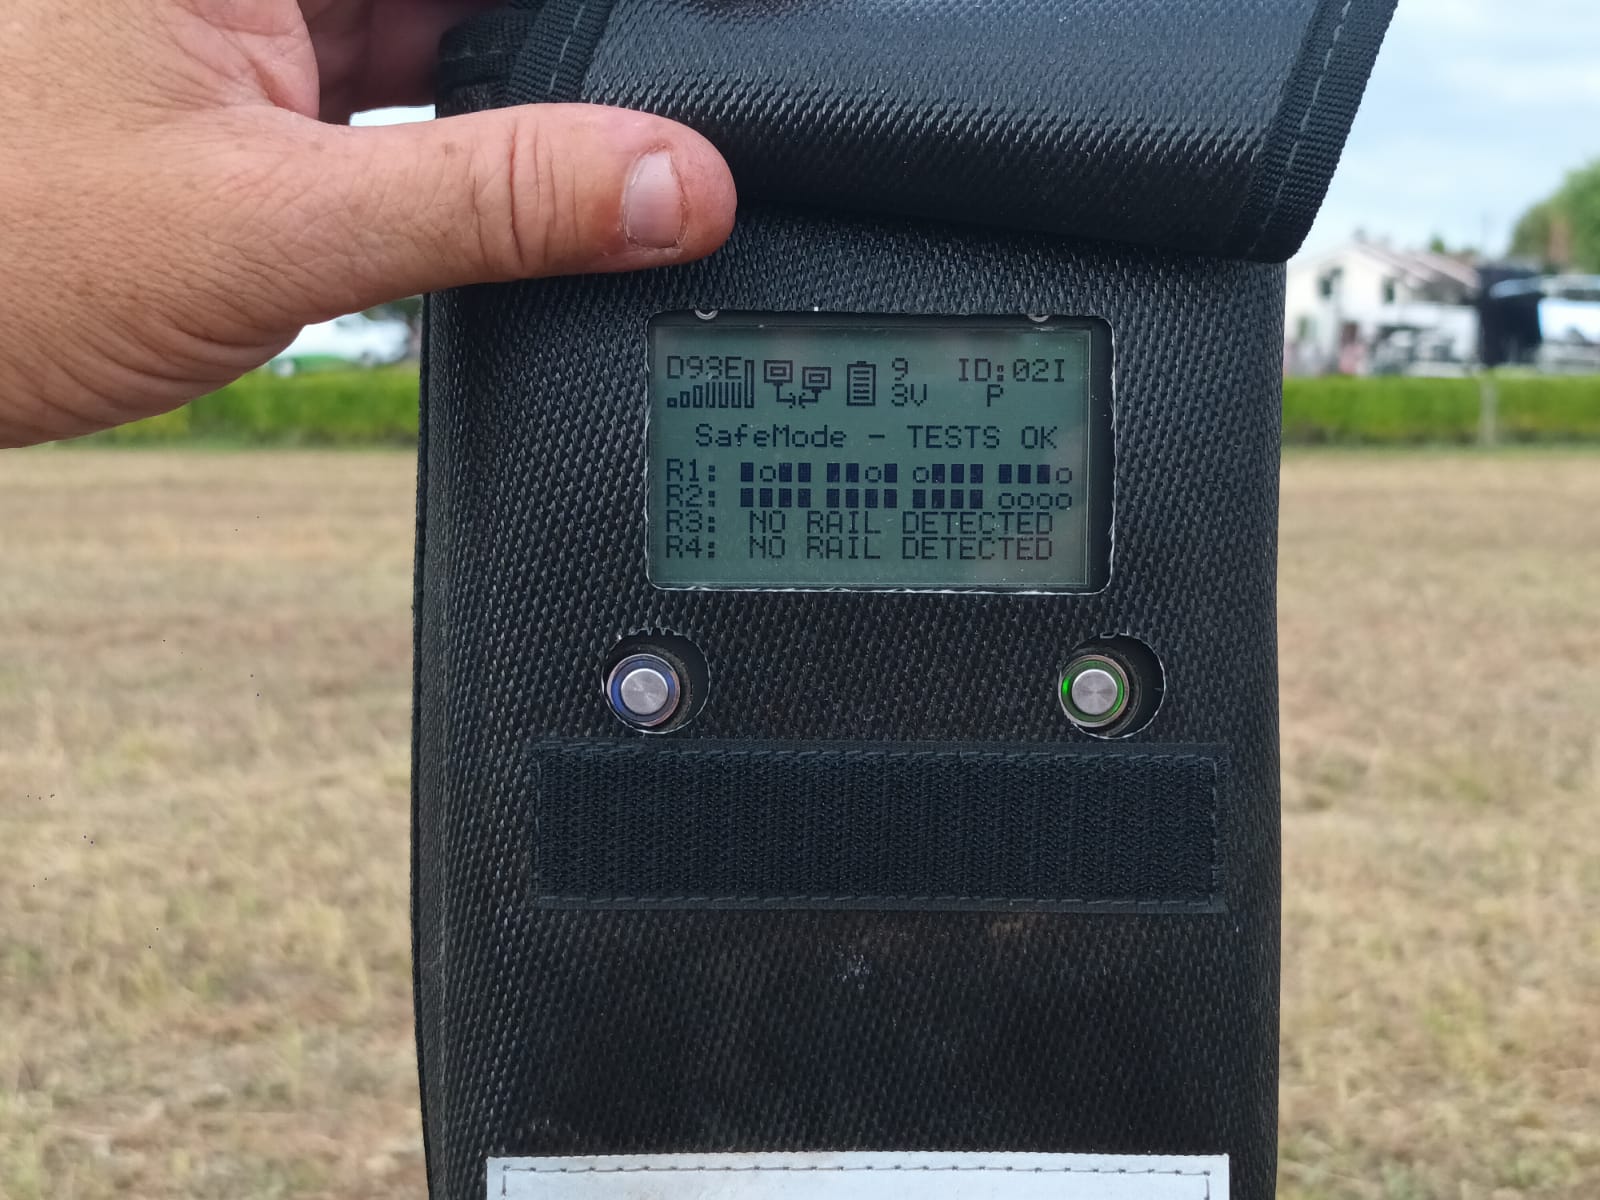 D93E 9 ID:02I
3V P
SafeMode - TESTS OK
R1:
R2:
R3: NO RAIL DETECTED
R4: NO RAIL DETECTED